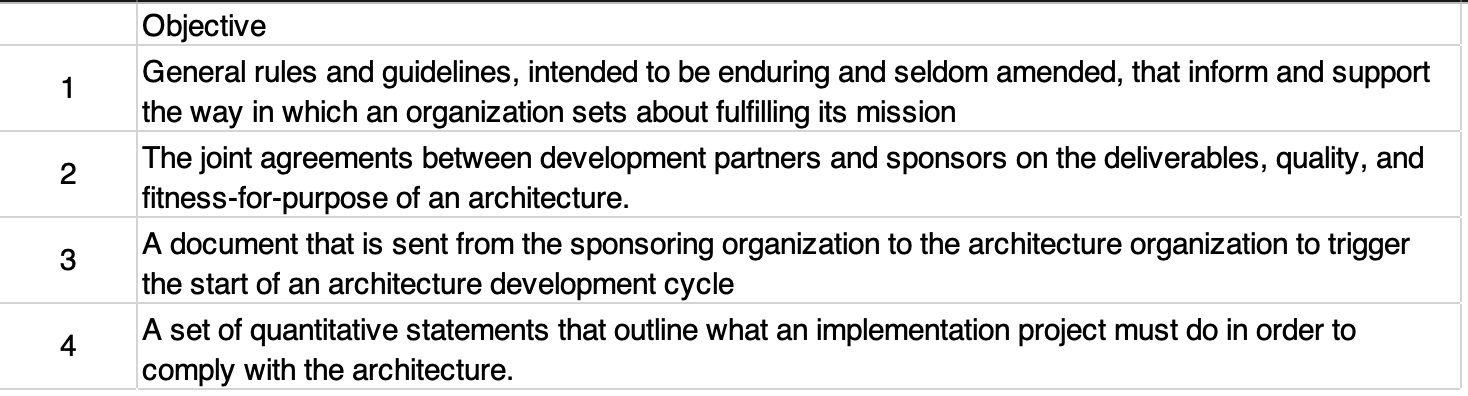 Objective
1
General rules and guidelines, intended to be enduring and seldom amended, that inform and support
the way in which an organization sets about fulfilling its mission
2
The joint agreements between development partners and sponsors on the deliverables, quality, and
fitness-for-purpose of an architecture.
3
A document that is sent from the sponsoring organization to the architecture organization to trigger
the start of an architecture development cycle
4
A set of quantitative statements that outline what an implementation project must do in order to
comply with the architecture.